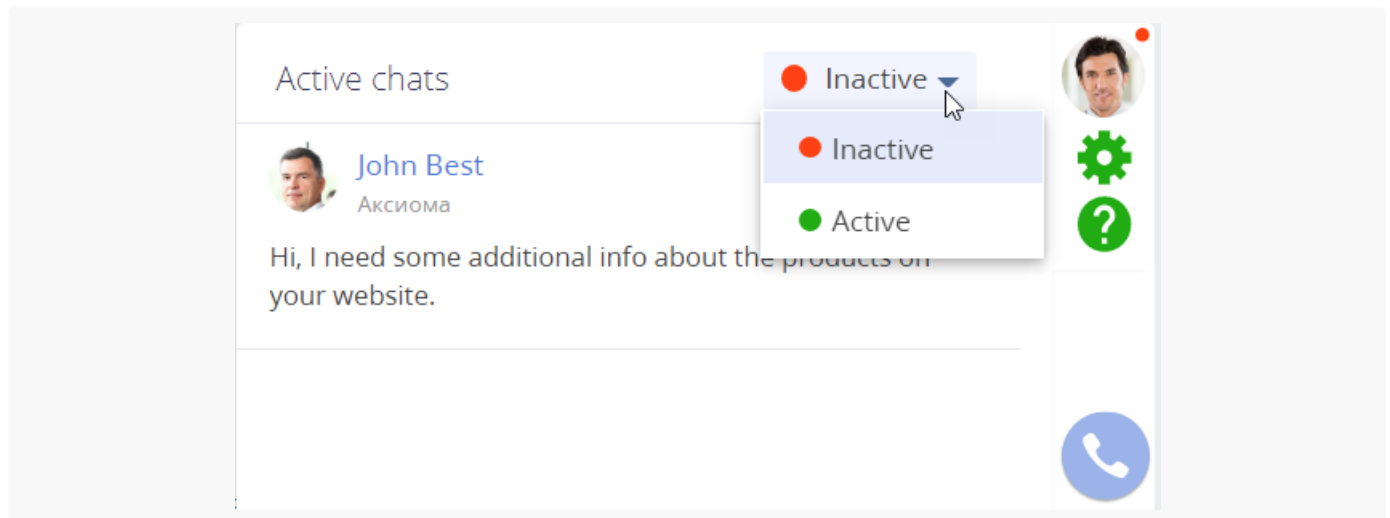 Active chats
Inactive
Inactive
Active
John Best
Аксиома
Hi, I need some additional info about the products on
your website.